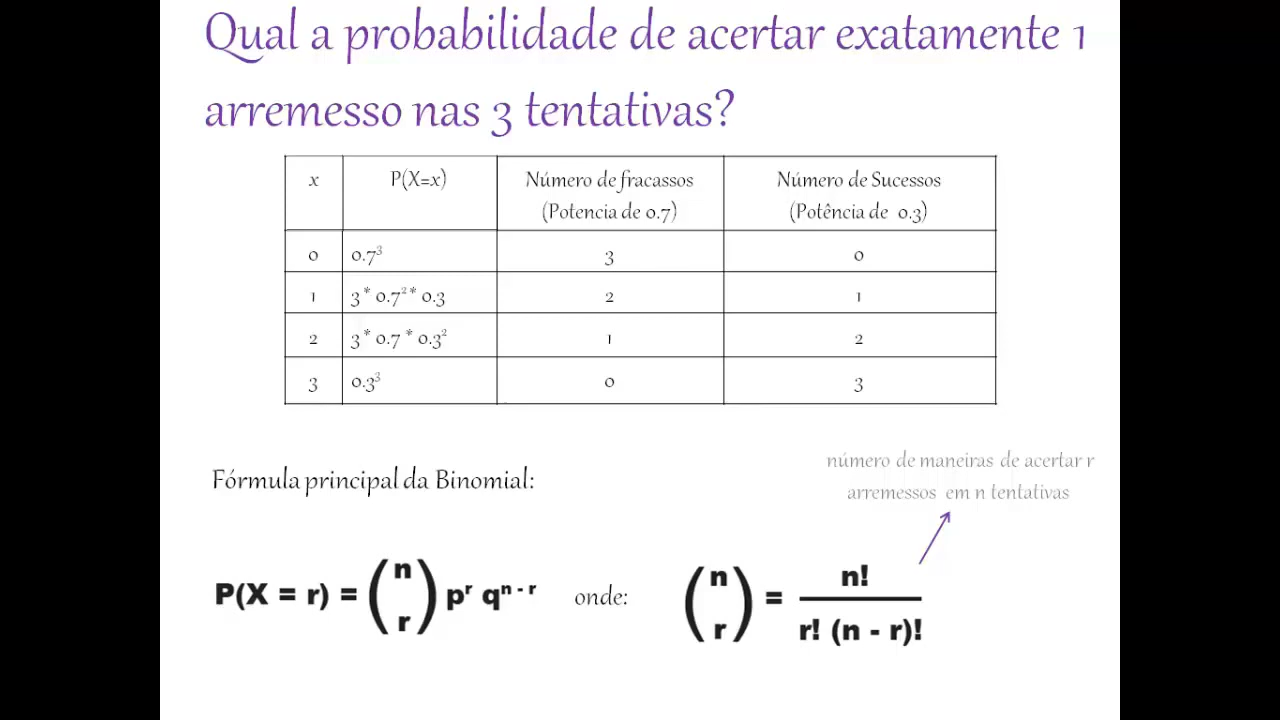 Qual a probabilidade de acertar exatamente 1
arremesso nas 3 tentativas?
x P(X=x) Número de fracassos Número de Sucessos
(Potencia de 0.7) (Potência de 0.3)
0 0.7³ 3 0
1 3 * 0.7² * 0.3 2 1
2 3 * 0.7 * 0.3² 1 2
3 0.3³ 0 3
número de maneiras de acertar r
arremessos em n tentativas
Fórmula principal da Binomial:
P(X = r) = (n r) pʳ qⁿ⁻ʳ onde: (n r) = n! / r! (n - r)!